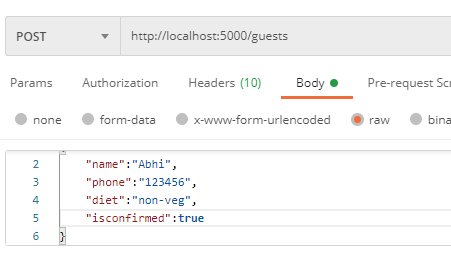 POST http://localhost:5000/guests
Params Authorization Headers (10) Body Pre-request Scr
none form-data x-www-form-urlencoded raw bina
2 "name":"Abhi",
3 "phone":"123456",
4 "diet":"non-veg",
5 "isconfirmed":true
6 }